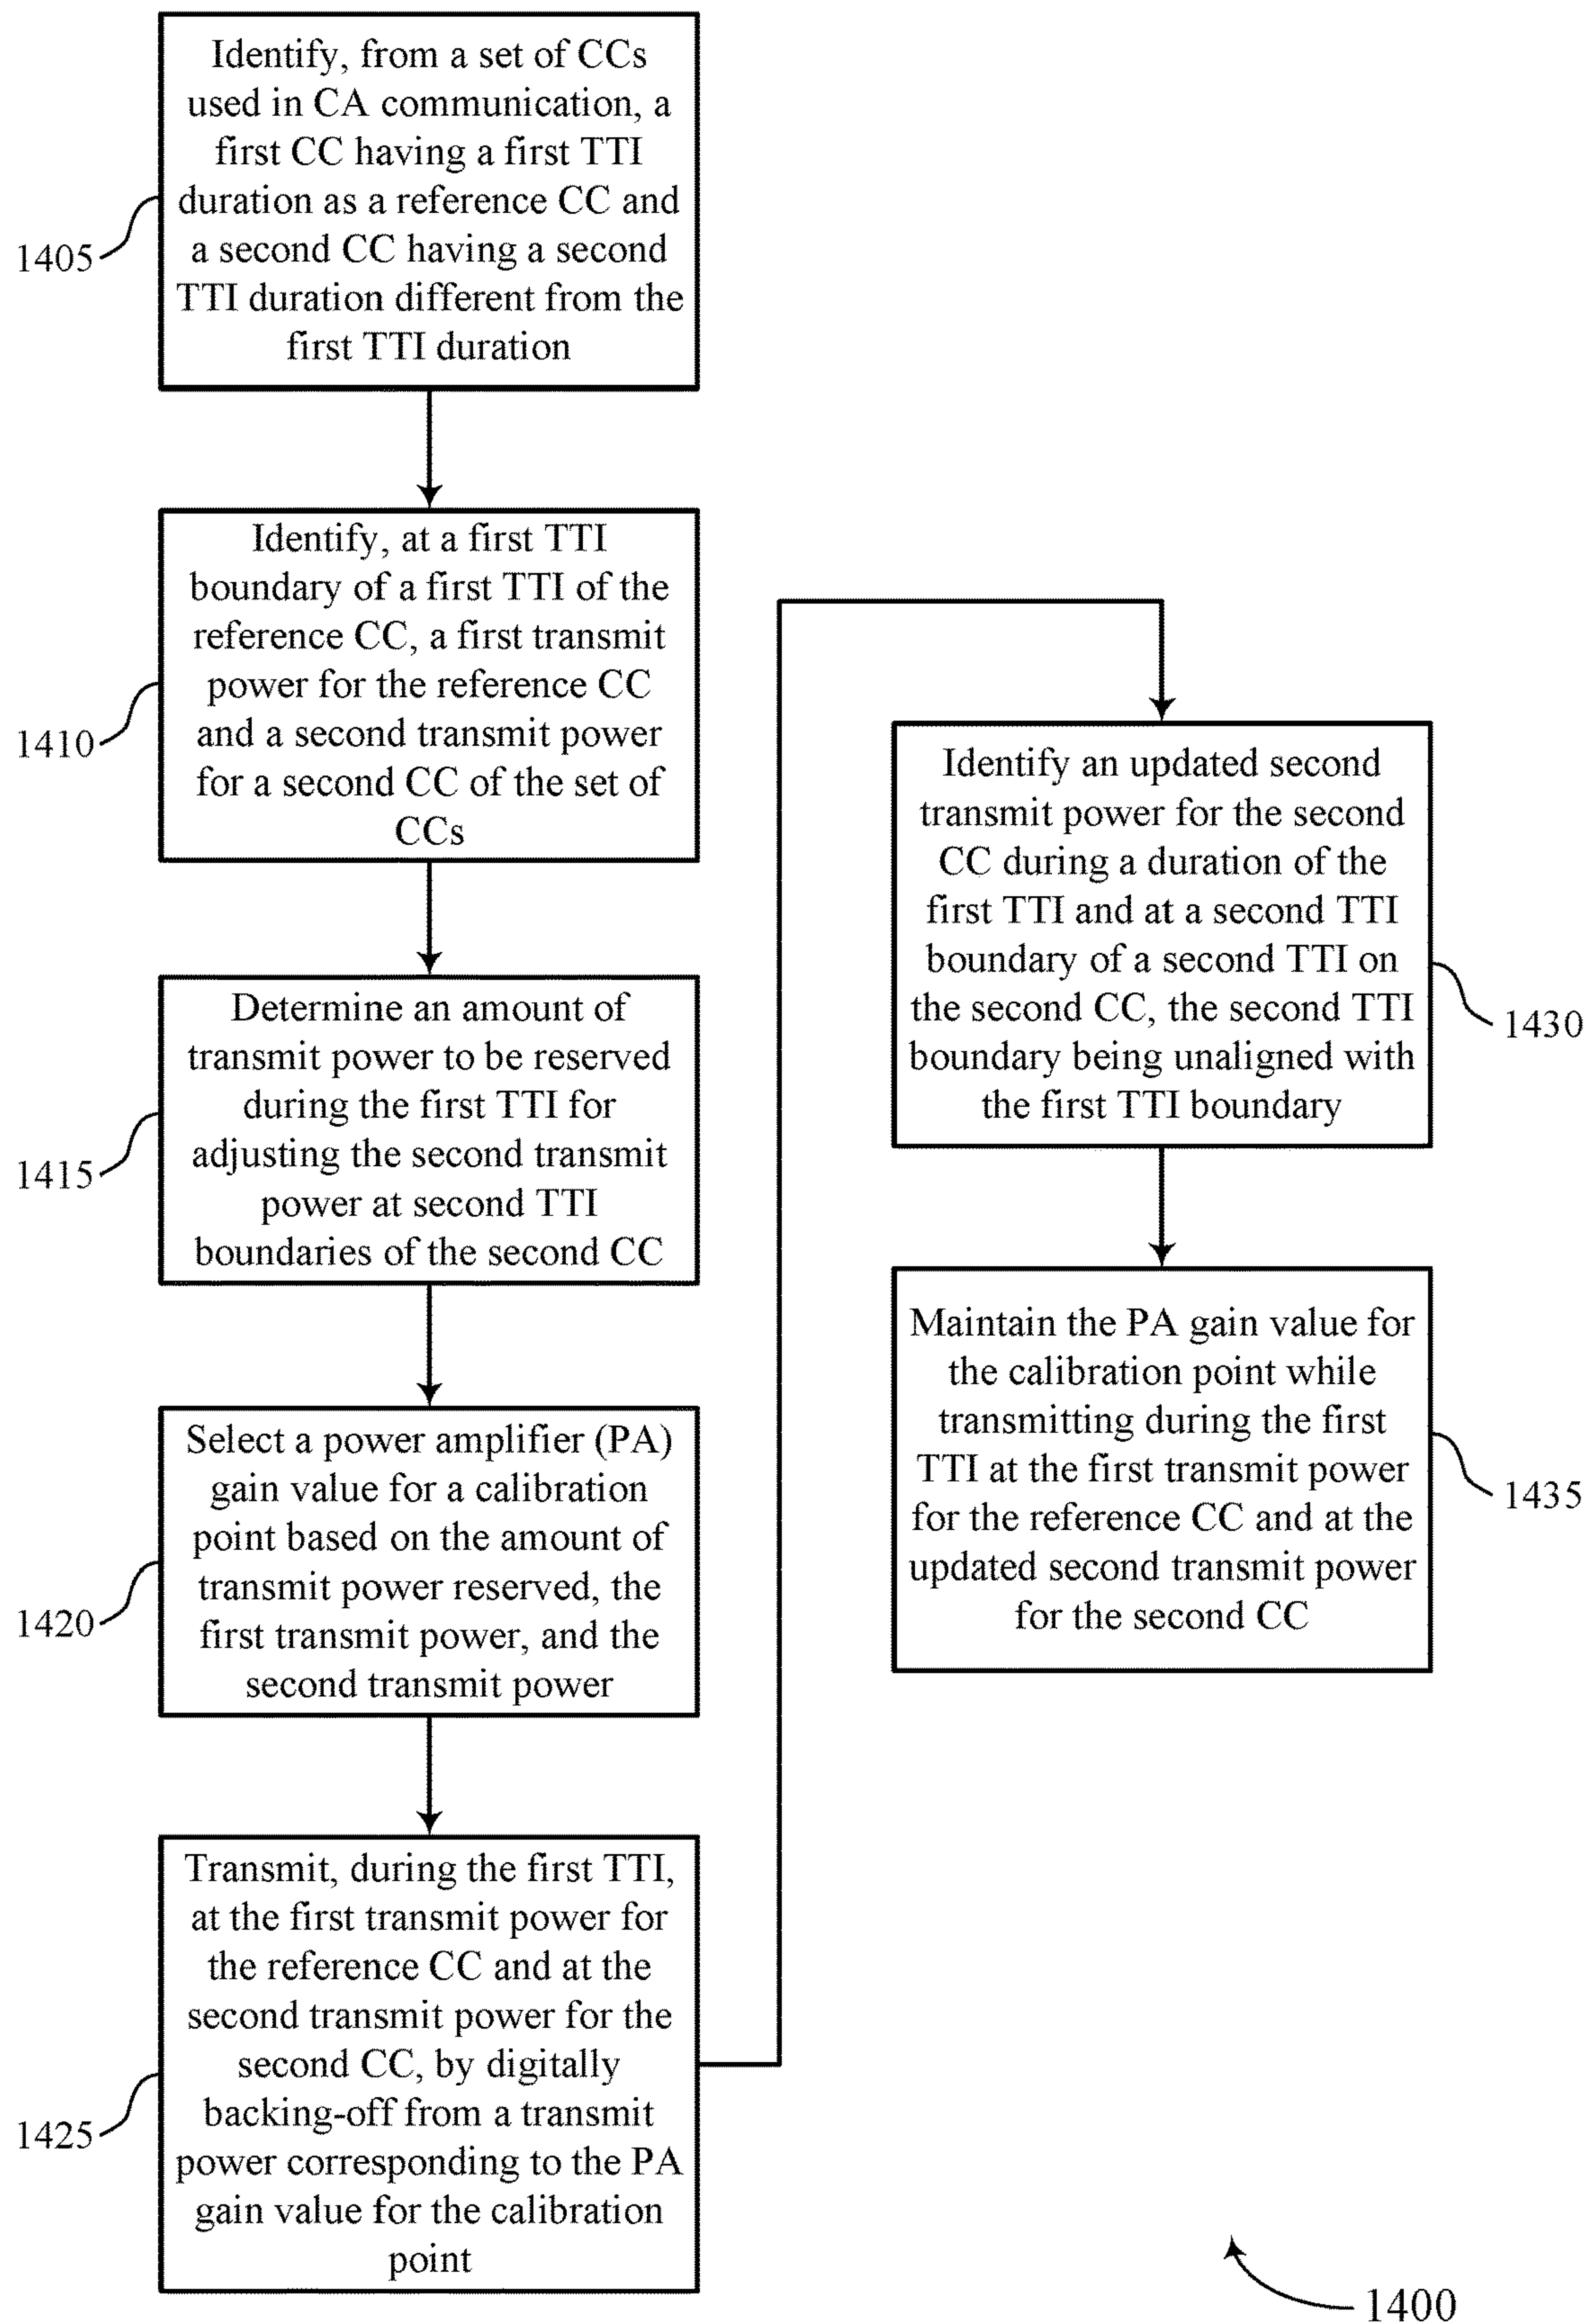 Identify, from a set of CCs
used in CA communication, a
first CC having a first TTI
duration as a reference CC and
a second CC having a second
TTI duration different from the
first TTI duration
1405
Identify, at a first TTI
boundary of a first TTI of the
reference CC, a first transmit
power for the reference CC
and a second transmit power
for a second CC of the set of
CCs
1410
Determine an amount of
transmit power to be reserved
during the first TTI for
adjusting the second transmit
power at second TTI
boundaries of the second CC
1415
Select a power amplifier (PA)
gain value for a calibration
point based on the amount of
transmit power reserved, the
first transmit power, and the
second transmit power
1420
Transmit, during the first TTI,
at the first transmit power for
the reference CC and at the
second transmit power for the
second CC, by digitally
backing-off from a transmit
power corresponding to the PA
gain value for the calibration
point
1425
Identify an updated second
transmit power for the second
CC during a duration of the
first TTI and at a second TTI
boundary of a second TTI on
the second CC, the second TTI
boundary being unaligned with
the first TTI boundary
1430
Maintain the PA gain value for
the calibration point while
transmitting during the first
TTI at the first transmit power
for the reference CC and at the
updated second transmit power
for the second CC
1435
1400